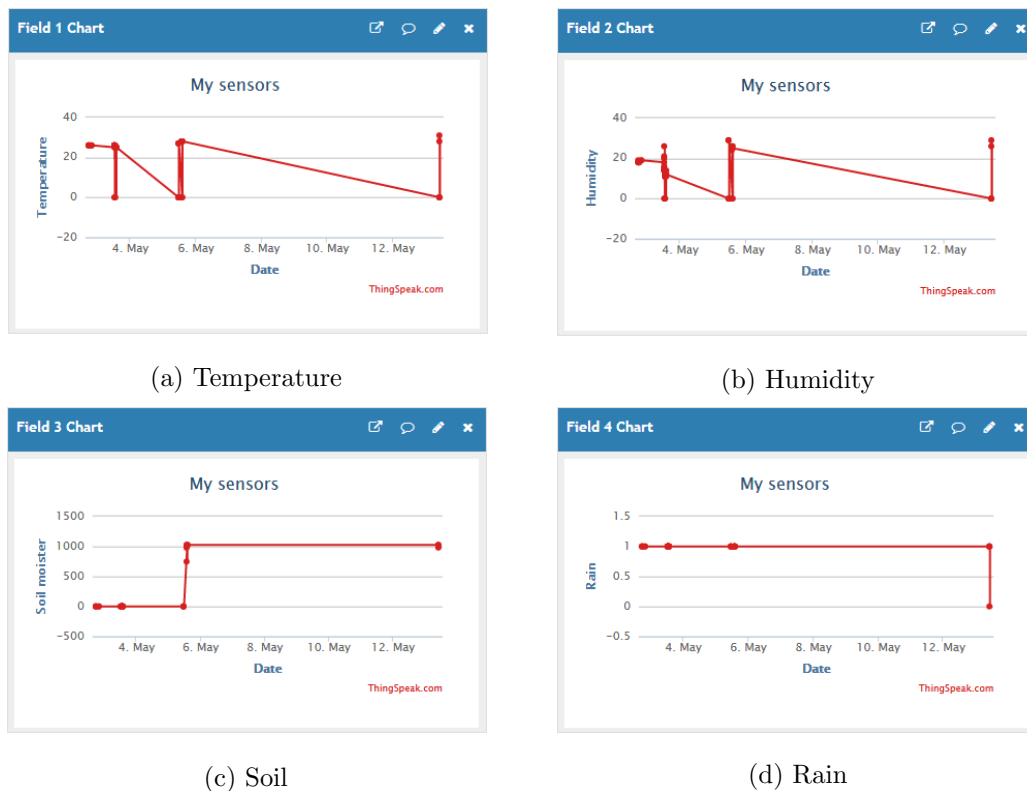 Field 1 Chart
My sensors
40
20
0
−20
Temperature
4. May 6. May 8. May 10. May 12. May
Date
ThingSpeak.com
(a) Temperature
Field 2 Chart
My sensors
40
20
0
−20
Humidity
4. May 6. May 8. May 10. May 12. May
Date
ThingSpeak.com
(b) Humidity
Field 3 Chart
My sensors
1500
1000
500
0
−500
Soil moister
4. May 6. May 8. May 10. May 12. May
Date
ThingSpeak.com
(c) Soil
Field 4 Chart
My sensors
1.5
1
0.5
0
−0.5
Rain
4. May 6. May 8. May 10. May 12. May
Date
ThingSpeak.com
(d) Rain